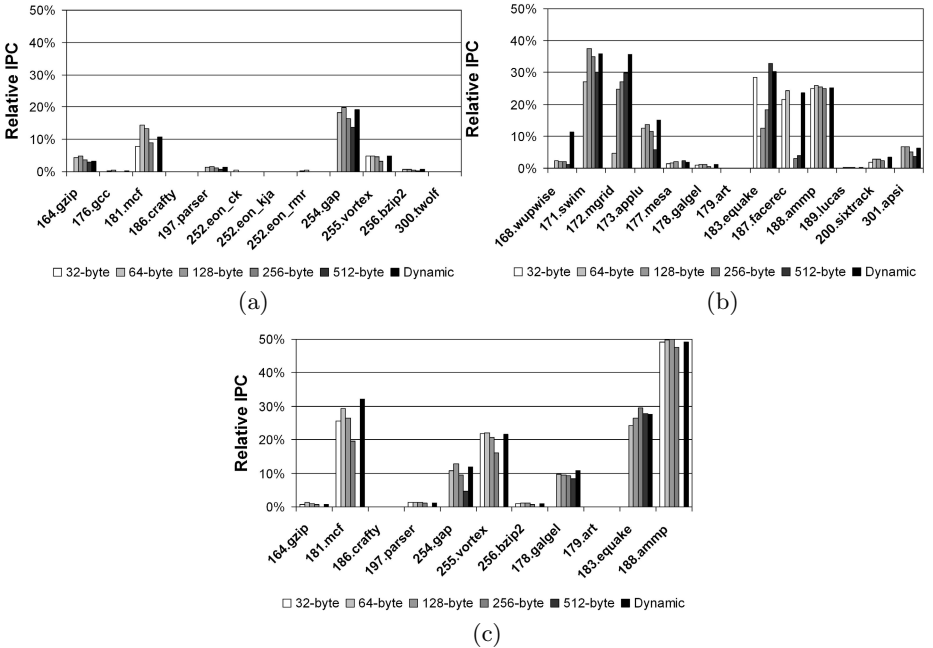 50%
40%
30%
20%
10%
0%
Relative IPC
164.gzip
176.gcc
181.mcf
186.crafty
197.parser
252.eon_ck
252.eon_kja
252.eon_rmr
254.gap
255.vortex
256.bzip2
300.twolf
32-byte 64-byte 128-byte 256-byte 512-byte Dynamic
(a)
50%
40%
30%
20%
10%
0%
Relative IPC
168.wupwise
171.swim
172.mgrid
173.applu
177.mesa
178.galgel
179.art
183.equake
187.facerec
188.ammp
189.lucas
200.sixtrack
301.apsi
32-byte 64-byte 128-byte 256-byte 512-byte Dynamic
(b)
50%
40%
30%
20%
10%
0%
Relative IPC
164.gzip
181.mcf
186.crafty
197.parser
254.gap
255.vortex
256.bzip2
178.galgel
179.art
183.equake
188.ammp
32-byte 64-byte 128-byte 256-byte 512-byte Dynamic
(c)